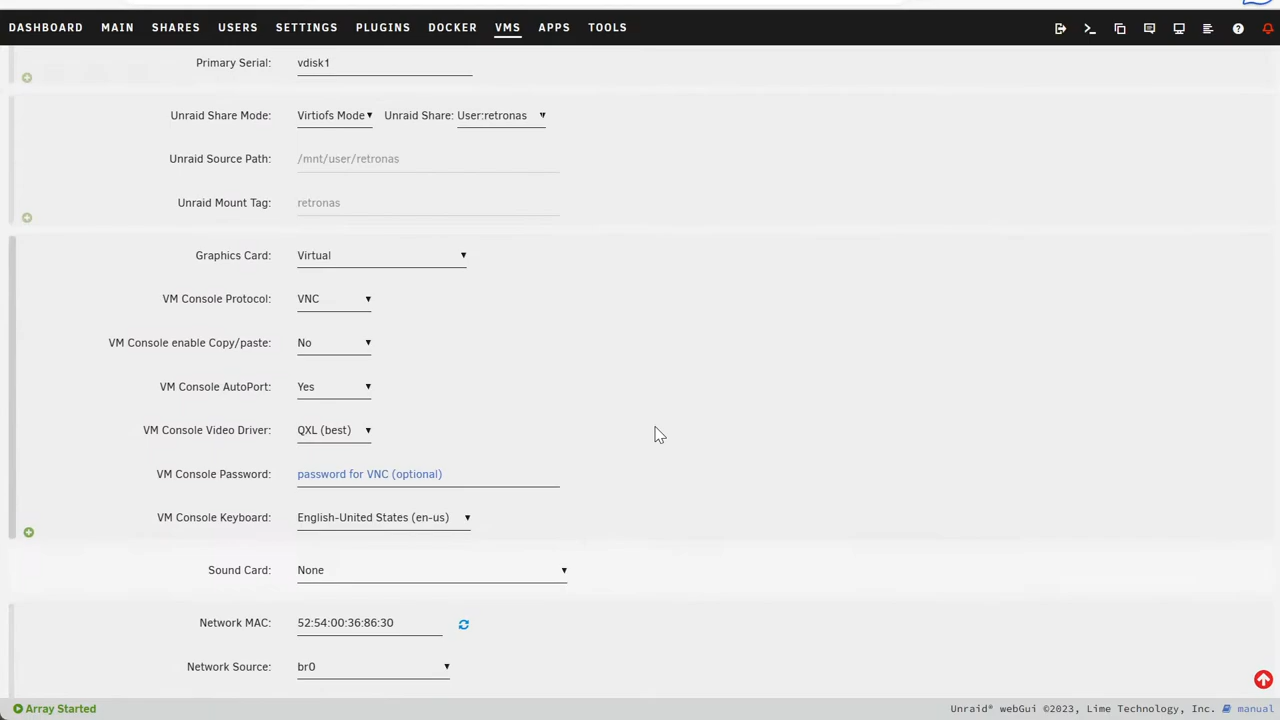 DASHBOARD MAIN SHARES USERS SETTINGS PLUGINS DOCKER VMS APPS TOOLS
Primary Serial: vdisk1
Unraid Share Mode: Virtiofs Mode Unraid Share: User:retronas
Unraid Source Path: /mnt/user/retronas
Unraid Mount Tag: retronas
Graphics Card: Virtual
VM Console Protocol: VNC
VM Console enable Copy/paste: No
VM Console AutoPort: Yes
VM Console Video Driver: QXL (best)
VM Console Password: password for VNC (optional)
VM Console Keyboard: English-United States (en-us)
Sound Card: None
Network MAC: 52:54:00:36:86:30
Network Source: br0
Array Started Unraid® webGui ©2023, Lime Technology, Inc. manual